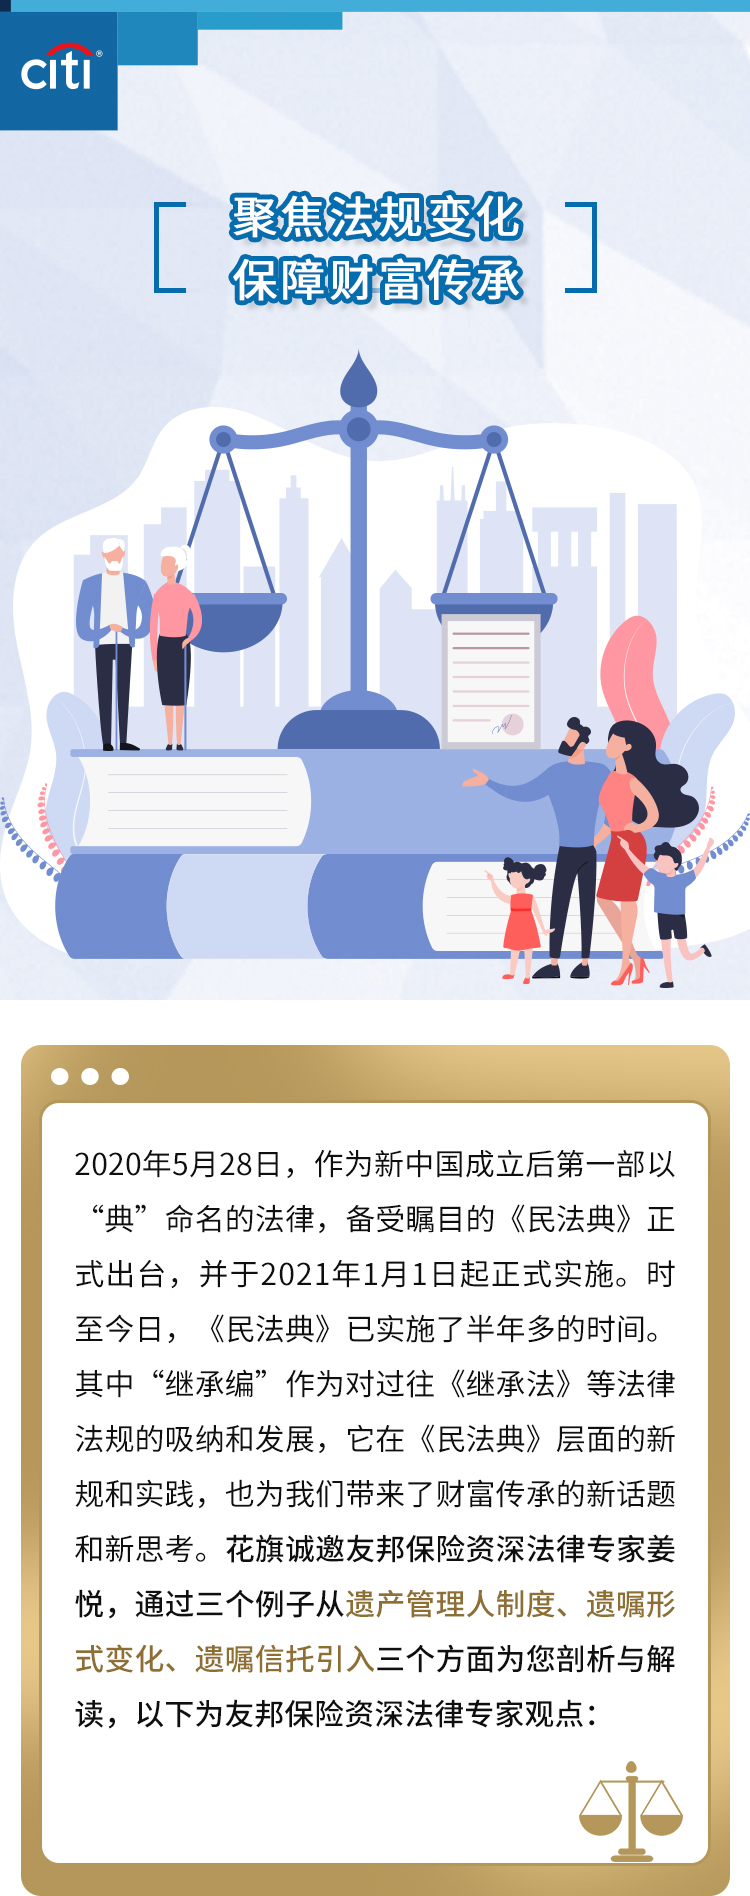 citi®
聚焦法规变化
保障财富传承
2020年5月28日，作为新中国成立后第一部以
“典”命名的法律，备受瞩目的《民法典》正
式出台，并于2021年1月1日起正式实施。时
至今日，《民法典》已实施了半年多的时间。
其中“继承编”作为对过往《继承法》等法律
法规的吸纳和发展，它在《民法典》层面的新
规和实践，也为我们带来了财富传承的新话题
和新思考。花旗诚邀友邦保险资深法律专家姜
悦，通过三个例子从遗产管理人制度、遗嘱形
式变化、遗嘱信托引入三个方面为您剖析与解
读，以下为友邦保险资深法律专家观点：